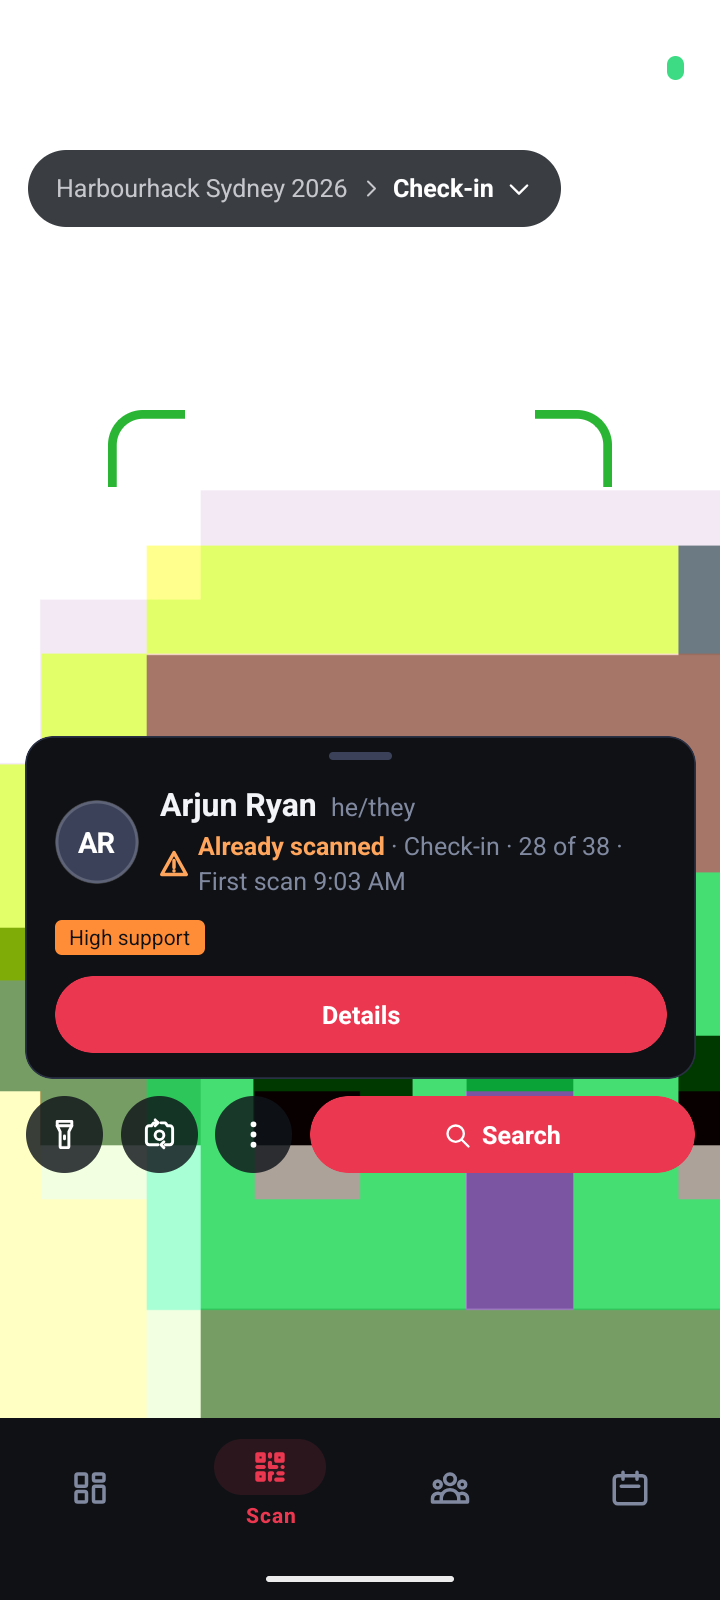 Harbourhack Sydney 2026 > Check-in
Arjun Ryan he/they
AR
Already scanned · Check-in · 28 of 38 ·
First scan 9:03 AM
High support
Details
Search
Scan